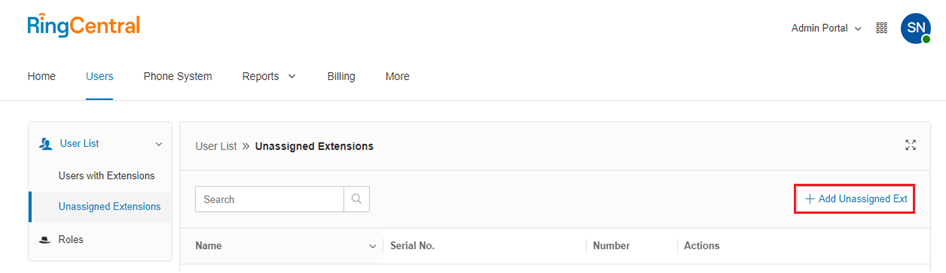 RingCentral
Admin Portal
SN
Home Users Phone System Reports Billing More
User List
Users with Extensions
Unassigned Extensions
Roles
User List » Unassigned Extensions
Search
+ Add Unassigned Ext
Name Serial No. Number Actions